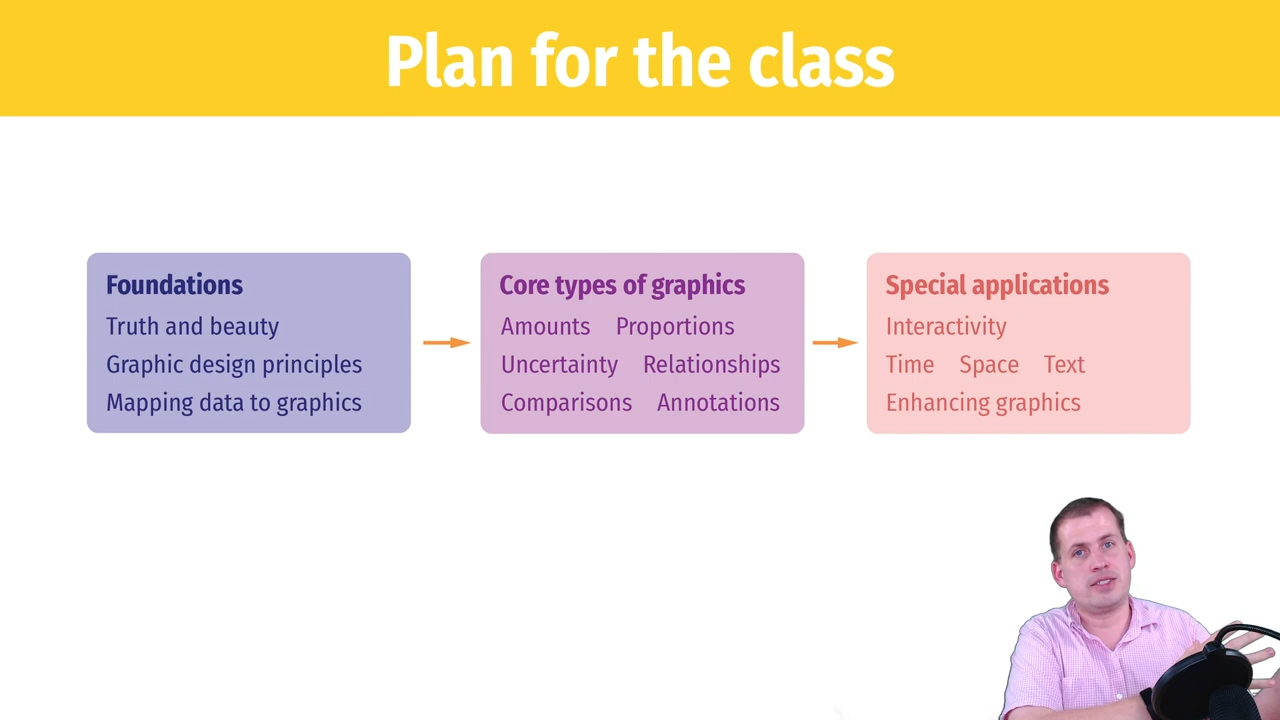 Plan for the class
Foundations
Truth and beauty
Graphic design principles
Mapping data to graphics
Core types of graphics
Amounts Proportions
Uncertainty Relationships
Comparisons Annotations
Special applications
Interactivity
Time Space Text
Enhancing graphics